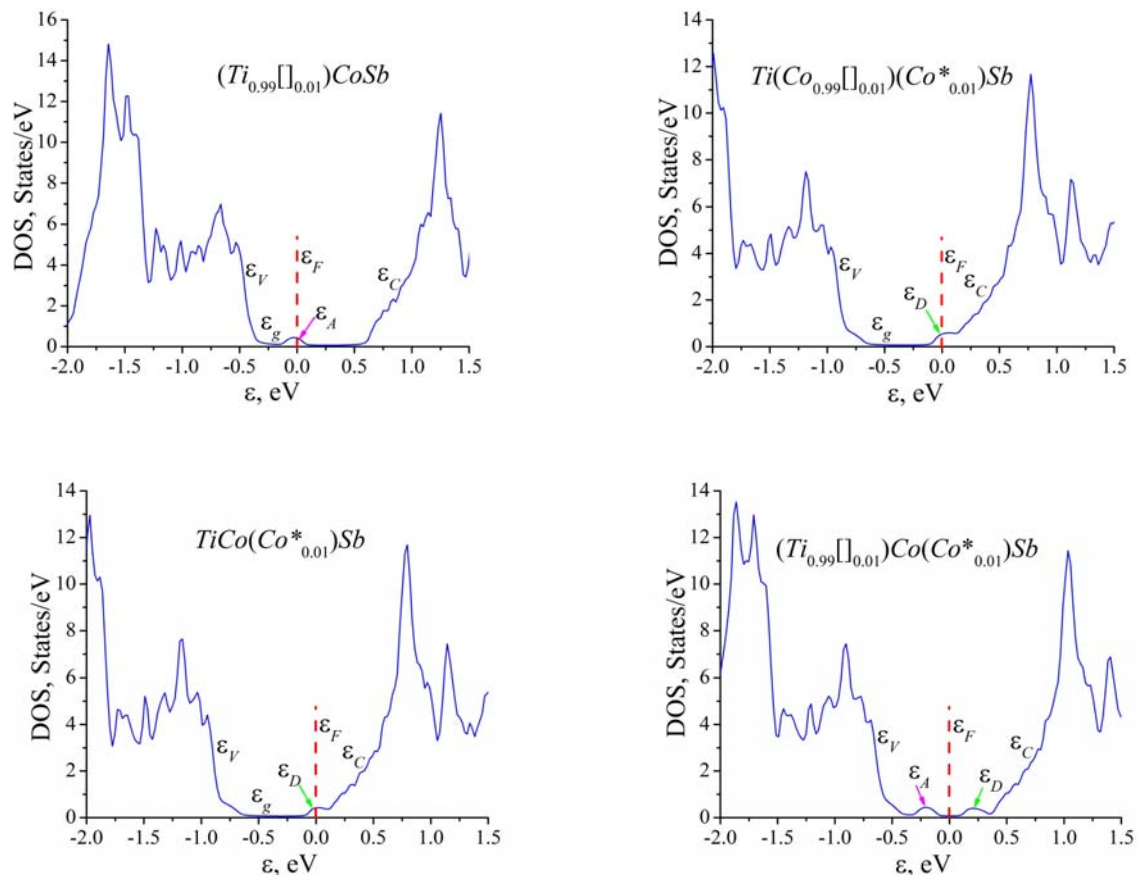 16
14
12
10
8
6
4
2
0
DOS, States/eV
(Ti0.99[]0.01)CoSb
εV
εg
εF
εA
εC
-2.0 -1.5 -1.0 -0.5 0.0 0.5 1.0 1.5
ε, eV
14
12
10
8
6
4
2
0
DOS, States/eV
Ti(Co0.99[]0.01)(Co*0.01)Sb
εV
εg
εD
εF
εC
-2.0 -1.5 -1.0 -0.5 0.0 0.5 1.0 1.5
ε, eV
14
12
10
8
6
4
2
0
DOS, States/eV
TiCo(Co*0.01)Sb
εV
εg
εD
εF
εC
-2.0 -1.5 -1.0 -0.5 0.0 0.5 1.0 1.5
ε, eV
14
12
10
8
6
4
2
0
DOS, States/eV
(Ti0.99[]0.01)Co(Co*0.01)Sb
εV
εA
εF
εD
εC
-2.0 -1.5 -1.0 -0.5 0.0 0.5 1.0 1.5
ε, eV